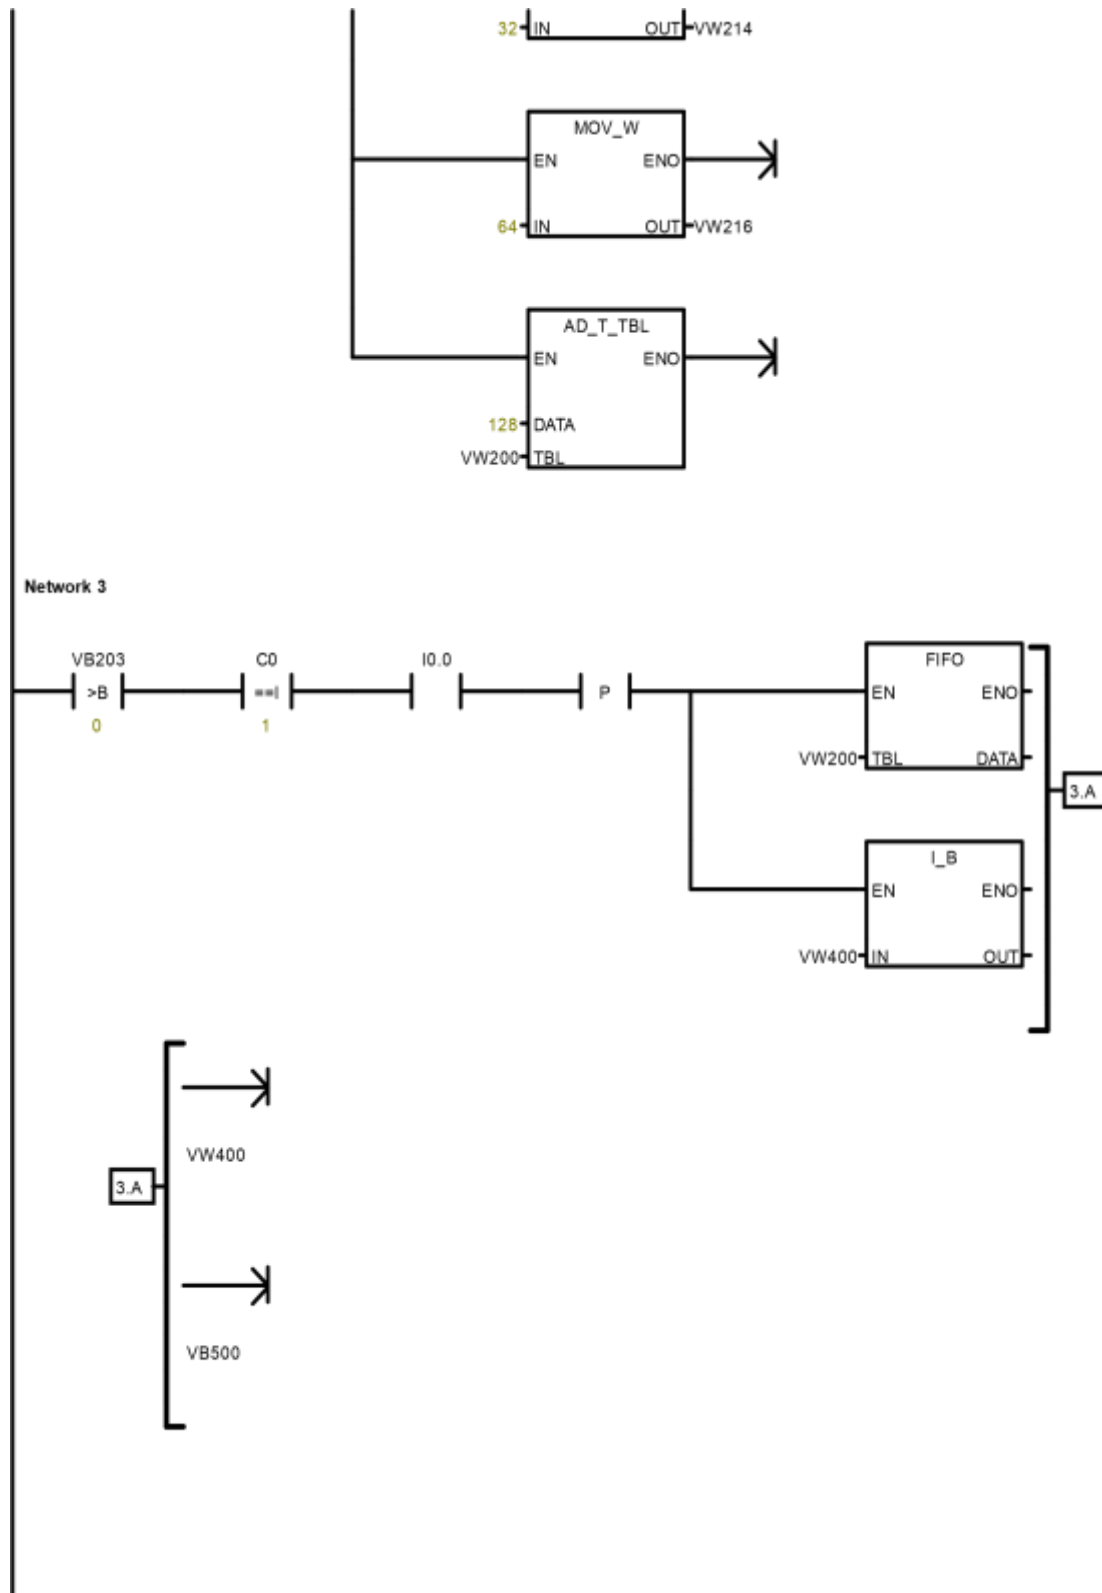 32 IN OUT VW214
MOV_W
EN ENO
64 IN OUT VW216
AD_T_TBL
EN ENO
128 DATA
VW200 TBL
Network 3
VB203 C0 I0.0 FIFO
>B ==I P EN ENO
0 1
VW200 TBL DATA
3.A
I_B
EN ENO
VW400 IN OUT
VW400
3.A
VB500